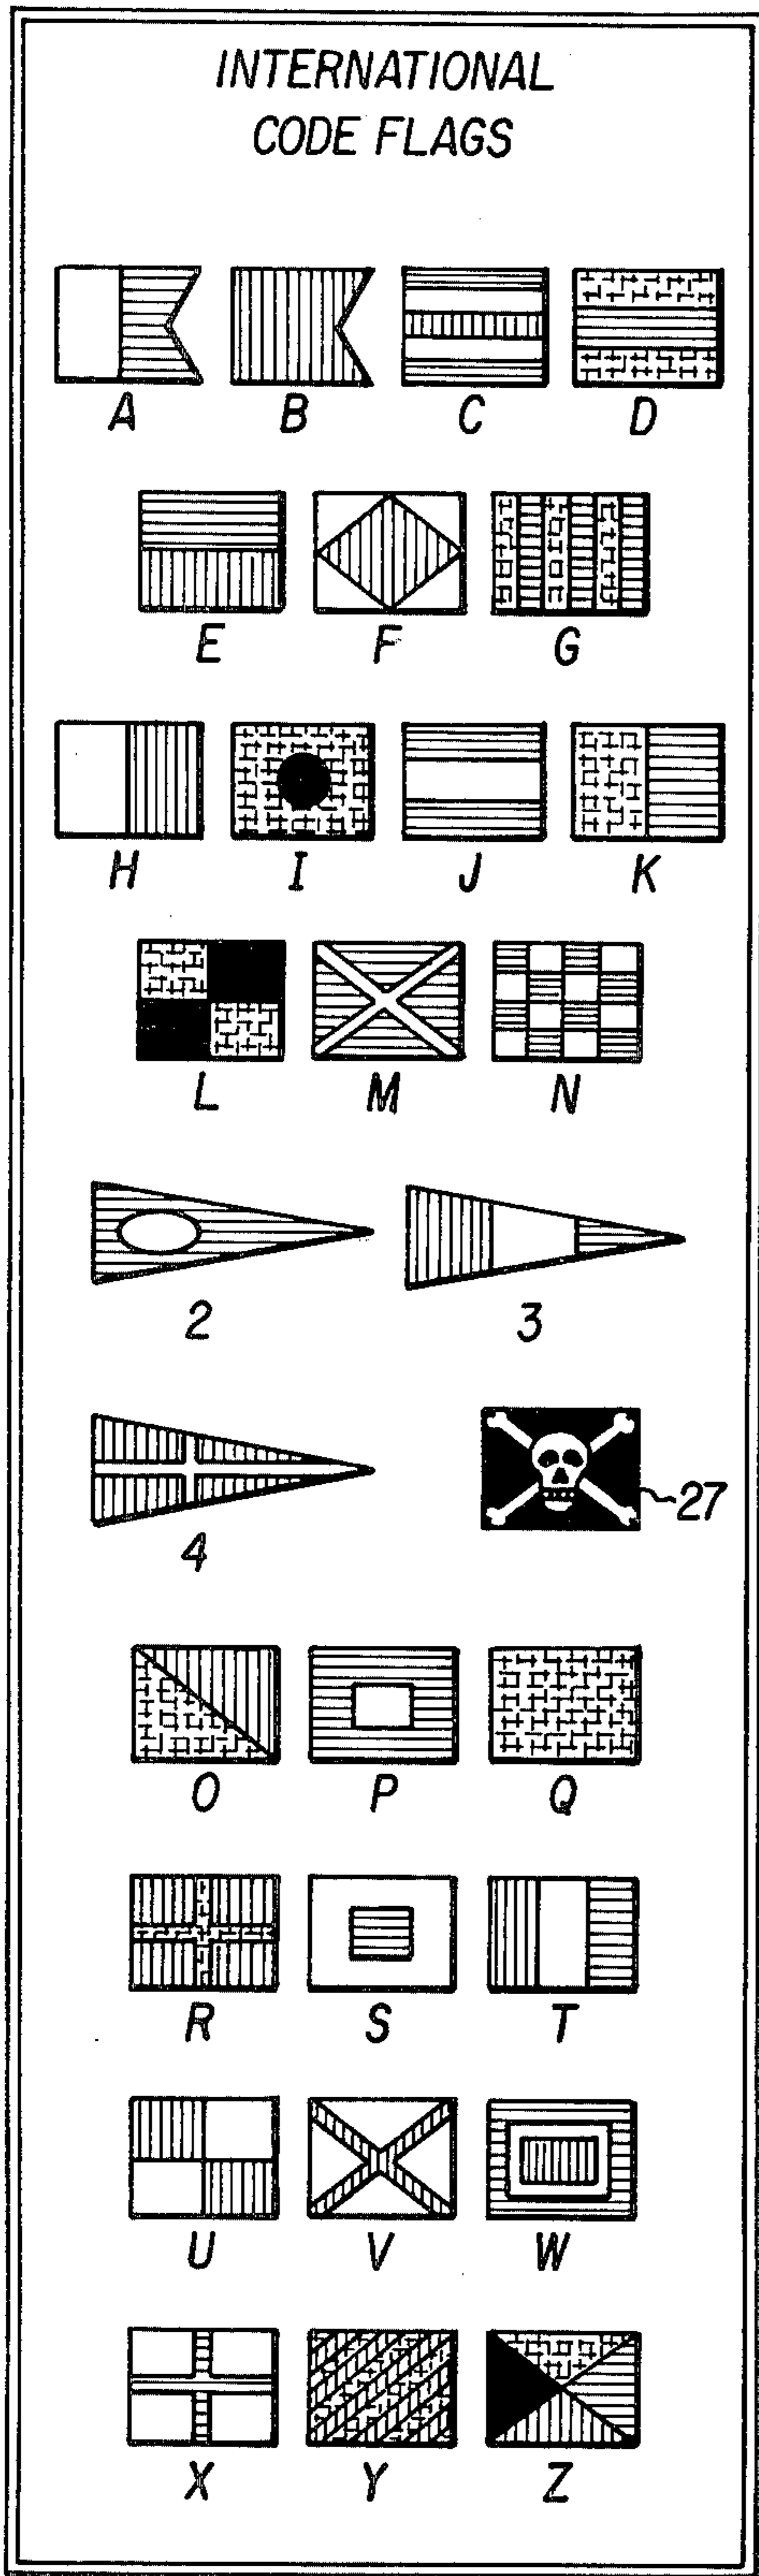 INTERNATIONAL
CODE FLAGS
A B C D
E F G
H I J K
L M N
2 3
27
4
O P Q
R S T
U V W
X Y Z